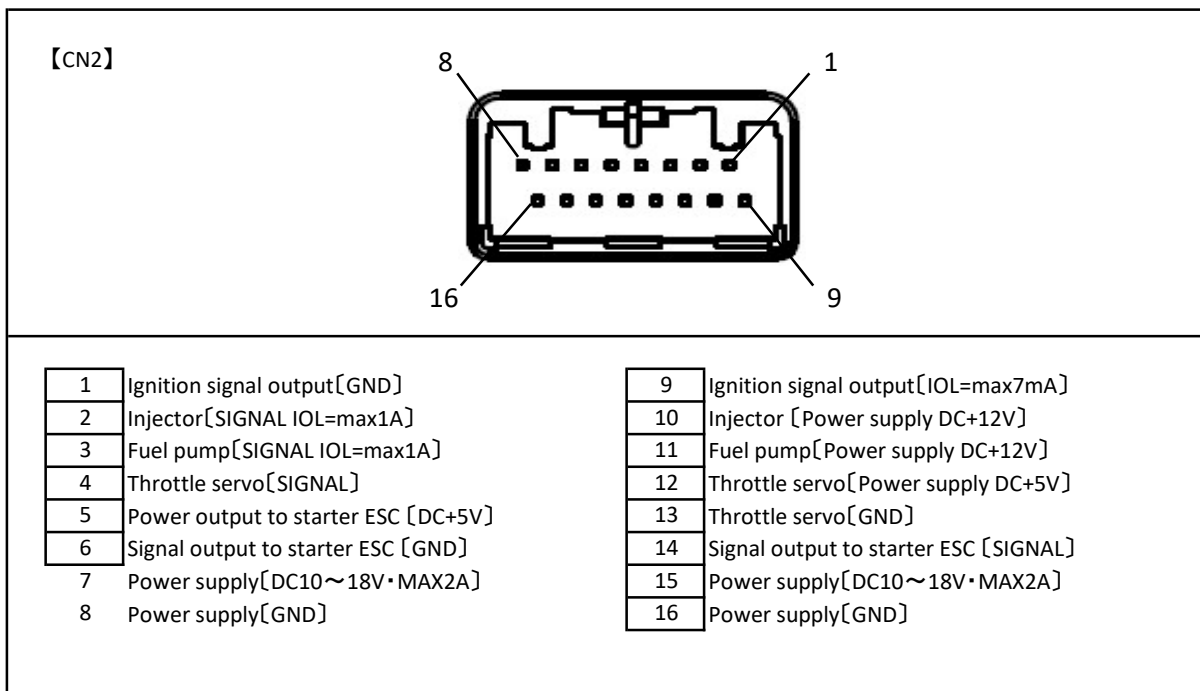 【CN2】
8 1
16 9
1 Ignition signal output〔GND〕
2 Injector〔SIGNAL IOL=max1A〕
3 Fuel pump〔SIGNAL IOL=max1A〕
4 Throttle servo〔SIGNAL〕
5 Power output to starter ESC〔DC+5V〕
6 Signal output to starter ESC〔GND〕
7 Power supply〔DC10～18V・MAX2A〕
8 Power supply〔GND〕
9 Ignition signal output〔IOL=max7mA〕
10 Injector〔Power supply DC+12V〕
11 Fuel pump〔Power supply DC+12V〕
12 Throttle servo〔Power supply DC+5V〕
13 Throttle servo〔GND〕
14 Signal output to starter ESC〔SIGNAL〕
15 Power supply〔DC10～18V・MAX2A〕
16 Power supply〔GND〕